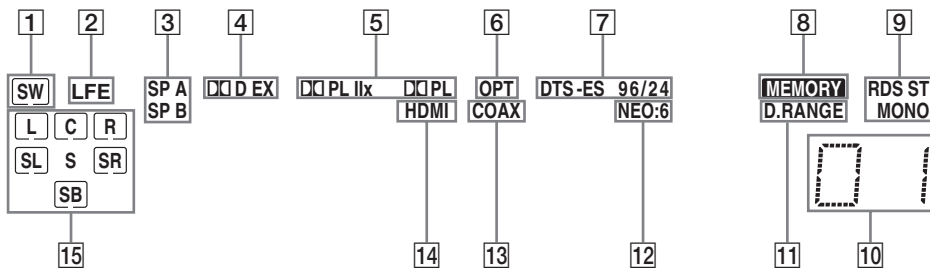 1 2 3 4 5 6 7 8 9
SW LFE SP A DD D EX DD PL IIx DD PL OPT DTS-ES 96/24 MEMORY RDS ST
SP B HDMI COAX NEO:6 D.RANGE MONO
L C R
SL S SR
SB
0 1
15 14 13 12 11 10